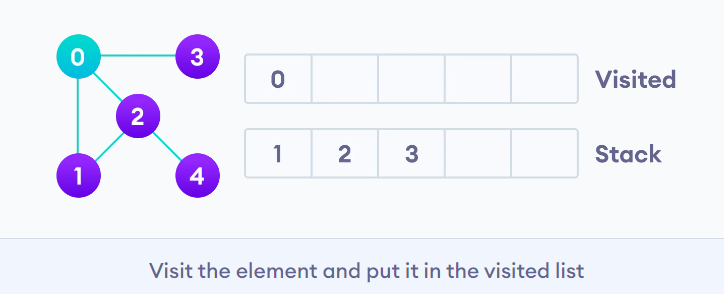 0 3
0 Visited
2
1 2 3 Stack
1 4
Visit the element and put it in the visited list